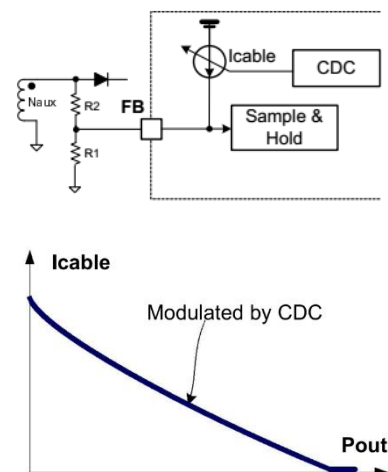 Icable
CDC
Naux
R2
FB
Sample &
Hold
R1
Icable
Modulated by CDC
Pout